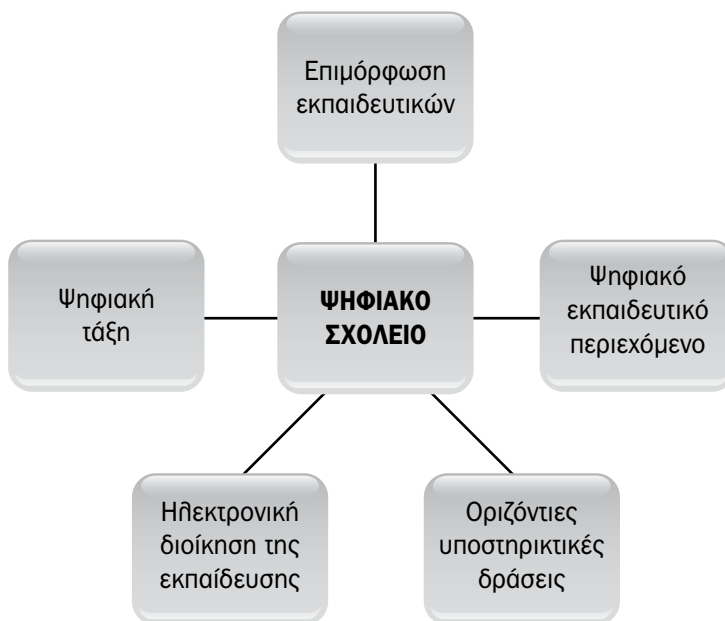 Επιμόρφωση
εκπαιδευτικών
Ψηφιακή
τάξη
ΨΗΦΙΑΚΟ
ΣΧΟΛΕΙΟ
Ψηφιακό
εκπαιδευτικό
περιεχόμενο
Ηλεκτρονική
διοίκηση της
εκπαίδευσης
Οριζόντιες
υποστηρικτικές
δράσεις